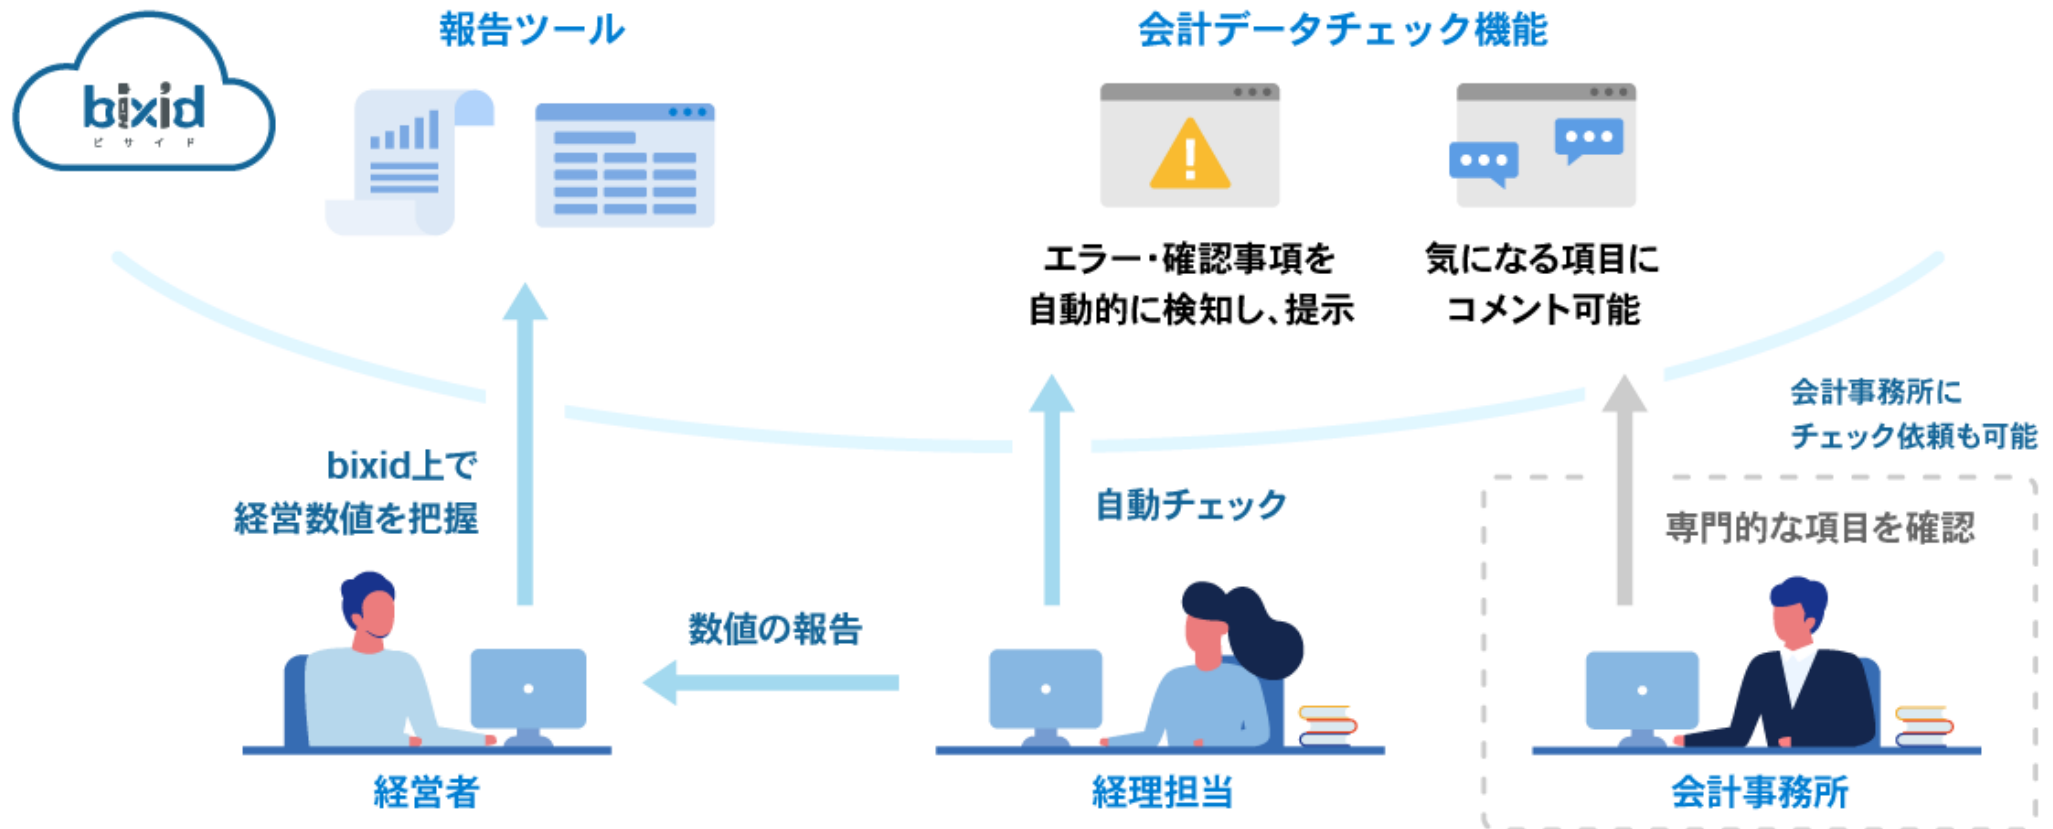 bixid
ビサイド
報告ツール
会計データチェック機能
エラー・確認事項を
自動的に検知し、提示
気になる項目に
コメント可能
会計事務所に
チェック依頼も可能
bixid上で
経営数値を把握
自動チェック
専門的な項目を確認
数値の報告
経営者
経理担当
会計事務所